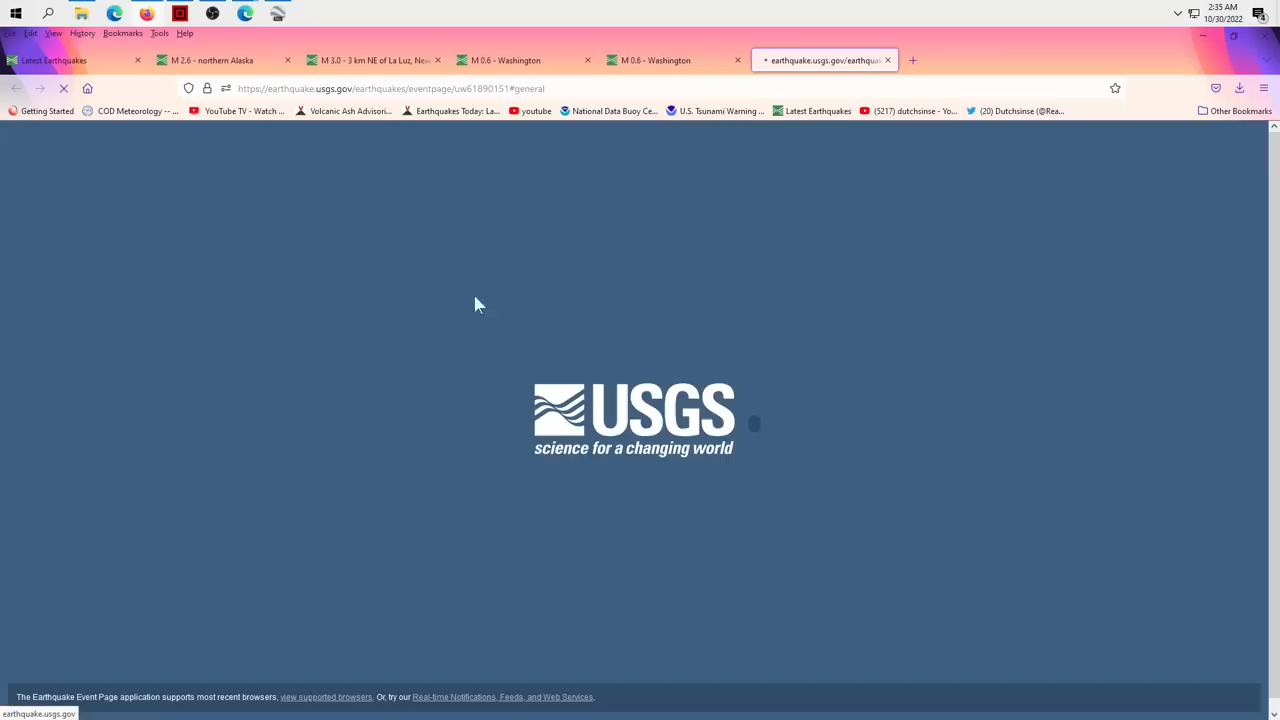 2:35 AM
10/30/2022
4
File Edit View History Bookmarks Tools Help
Latest Earthquakes
M 2.6 - northern Alaska
M 3.0 - 3 km NE of La Luz, New
M 0.6 - Washington
M 0.6 - Washington
earthquake.usgs.gov/earthqua
https://earthquake.usgs.gov/earthquakes/eventpage/uw61890151#general
Getting Started
COD Meteorology -- ...
YouTube TV - Watch ...
Volcanic Ash Advisori...
Earthquakes Today: La...
youtube
National Data Buoy Ce...
U.S. Tsunami Warning ...
Latest Earthquakes
(5217) dutchsinse - Yo...
(20) Dutchsinse (@Rea...
Other Bookmarks
USGS
science for a changing world
The Earthquake Event Page application supports most recent browsers, view supported browsers. Or, try our Real-time Notifications, Feeds, and Web Services.
earthquake.usgs.gov